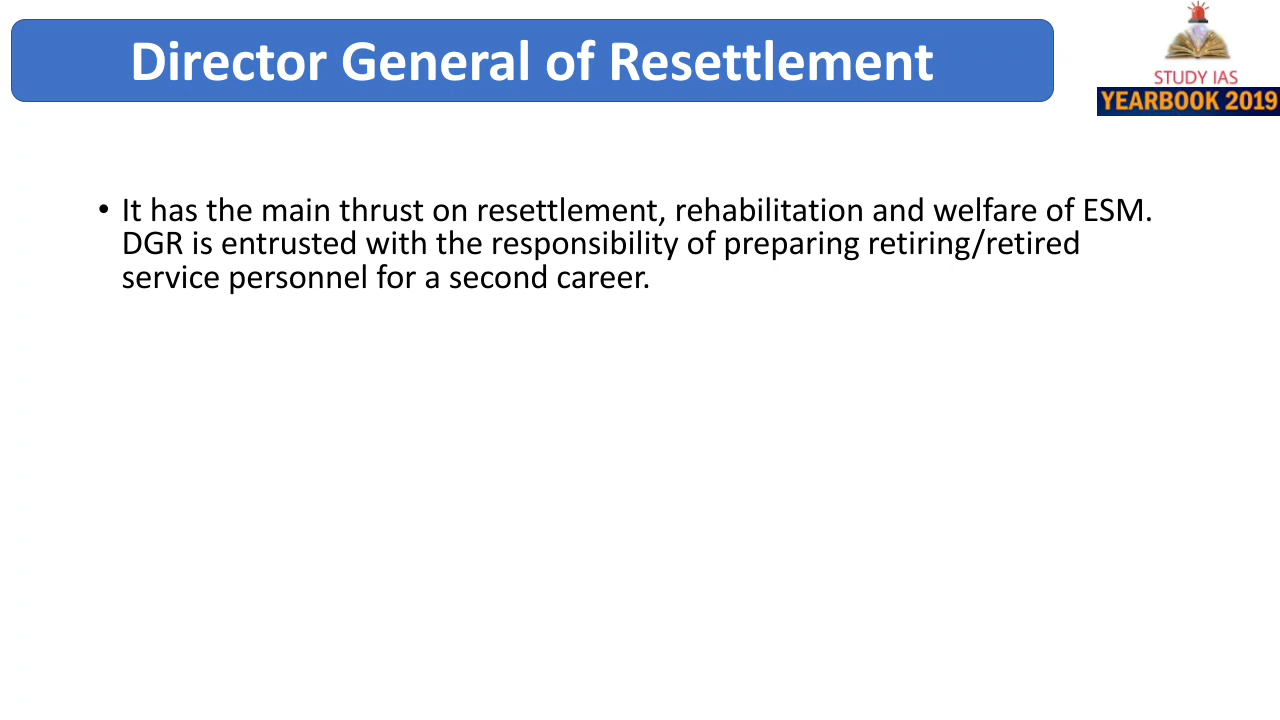 Director General of Resettlement
STUDY IAS
YEARBOOK 2019
• It has the main thrust on resettlement, rehabilitation and welfare of ESM.
DGR is entrusted with the responsibility of preparing retiring/retired
service personnel for a second career.